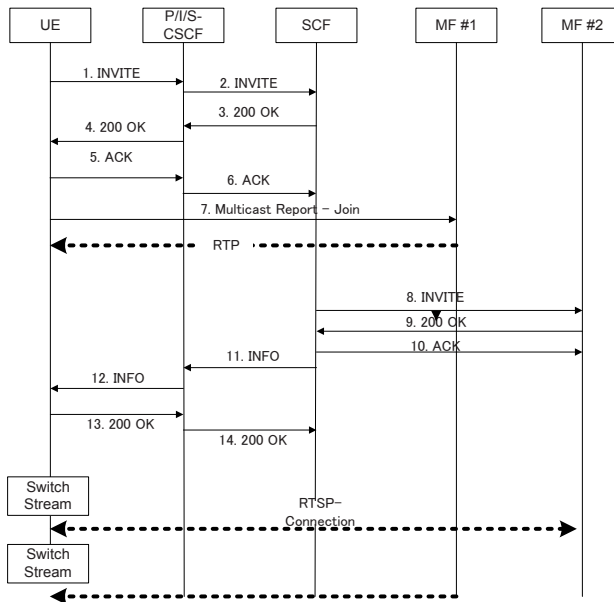 UE
P/I/S-
CSCF
SCF
MF #1
MF #2
1. INVITE
2. INVITE
3. 200 OK
4. 200 OK
5. ACK
6. ACK
7. Multicast Report - Join
RTP
8. INVITE
9. 200 OK
10. ACK
11. INFO
12. INFO
13. 200 OK
14. 200 OK
Switch
Stream
RTSP-
Connection
Switch
Stream